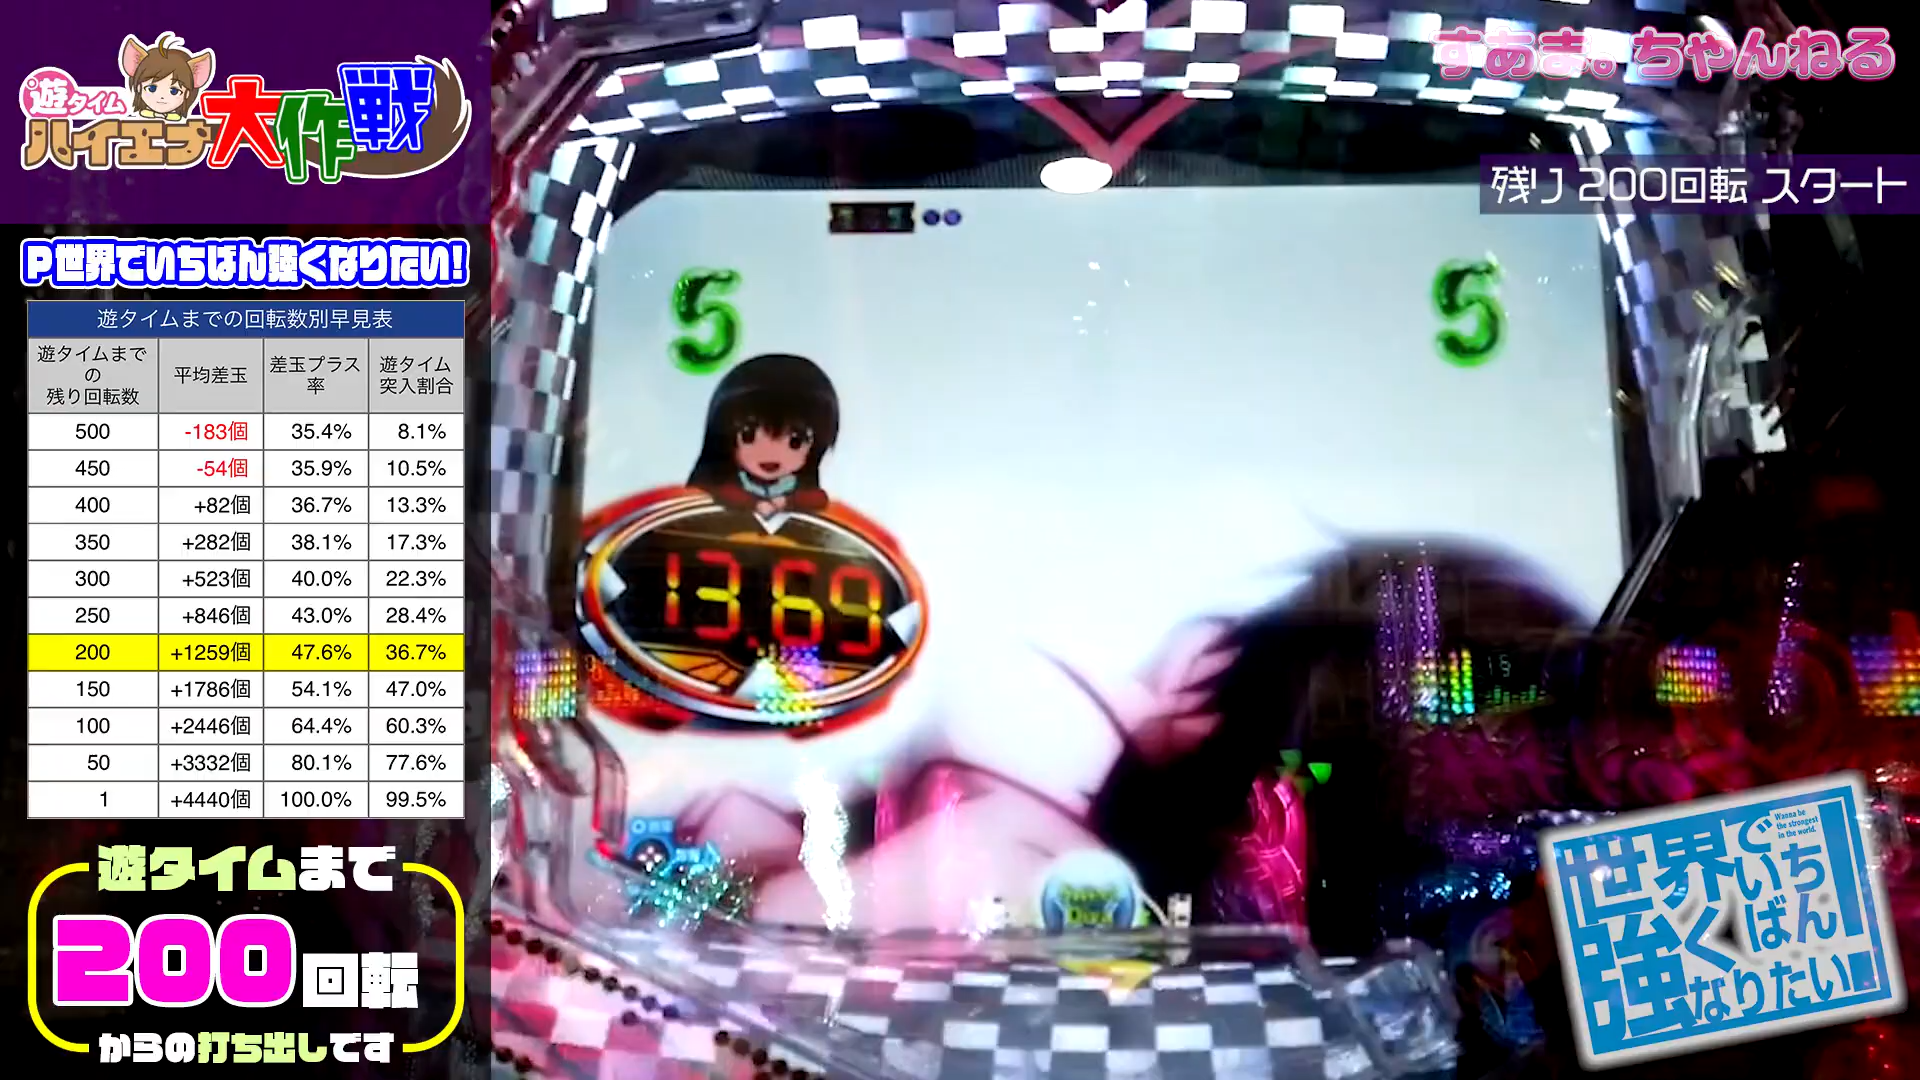 遊タイム
ハイエナ大作戦
P世界でいちばん強くなりたい!
遊タイムまでの回転数別早見表
遊タイムまでの残り回転数 平均差玉 差玉プラス率 遊タイム突入割合
500 -183個 35.4% 8.1%
450 -54個 35.9% 10.5%
400 +82個 36.7% 13.3%
350 +282個 38.1% 17.3%
300 +523個 40.0% 22.3%
250 +846個 43.0% 28.4%
200 +1259個 47.6% 36.7%
150 +1786個 54.1% 47.0%
100 +2446個 64.4% 60.3%
50 +3332個 80.1% 77.6%
1 +4440個 100.0% 99.5%
遊タイムまで
200回転
からの打ち出しです
すあま。ちゃんねる
残り 200回転 スタート
5 5
13.69
Wanna be
the strongest
in the world.
世界でいちばん
強くなりたい!